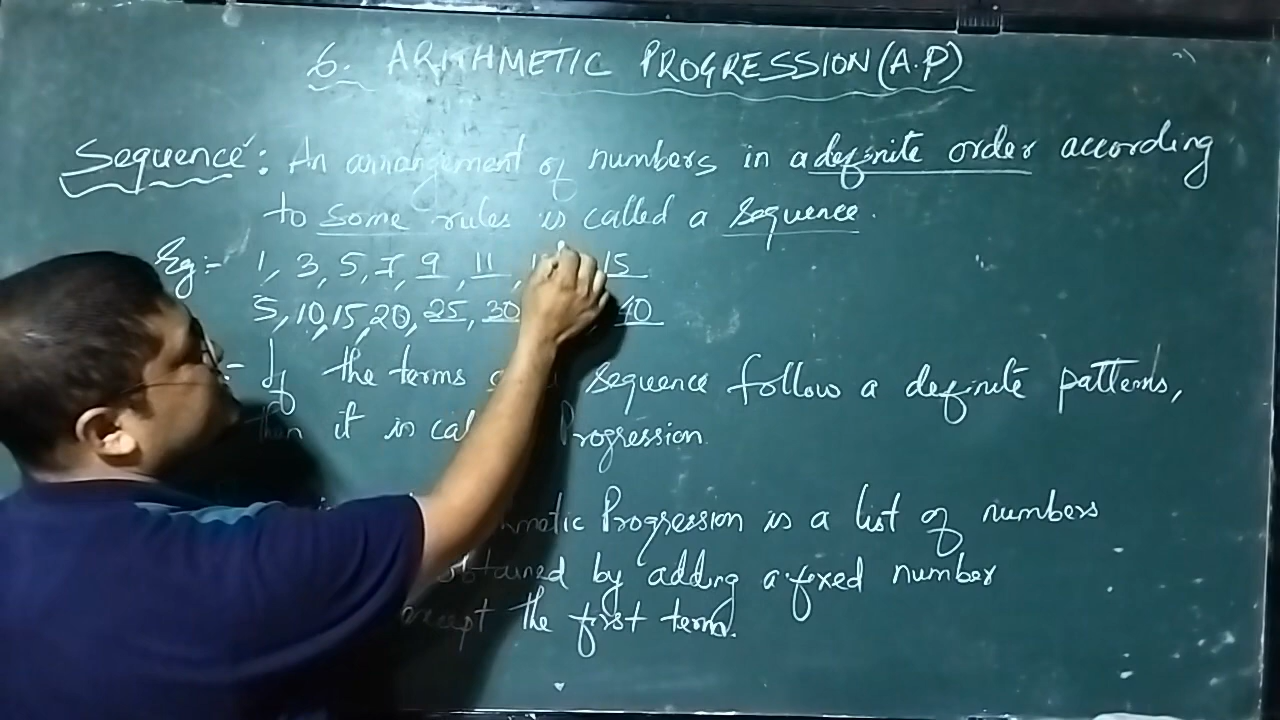 6. ARITHMETIC PROGRESSION (A.P)
Sequence: An arrangement of numbers in a definite order according
to some rules is called a sequence.
Eg:- 1, 3, 5, 7, 9, 11, 15
5, 10, 15, 20, 25, 30 40
:- If the terms sequence follow a definite patterns,
then it is cal Progression.
hmetic Progression is a list of numbers
obtained by adding a fixed number
except the first term.